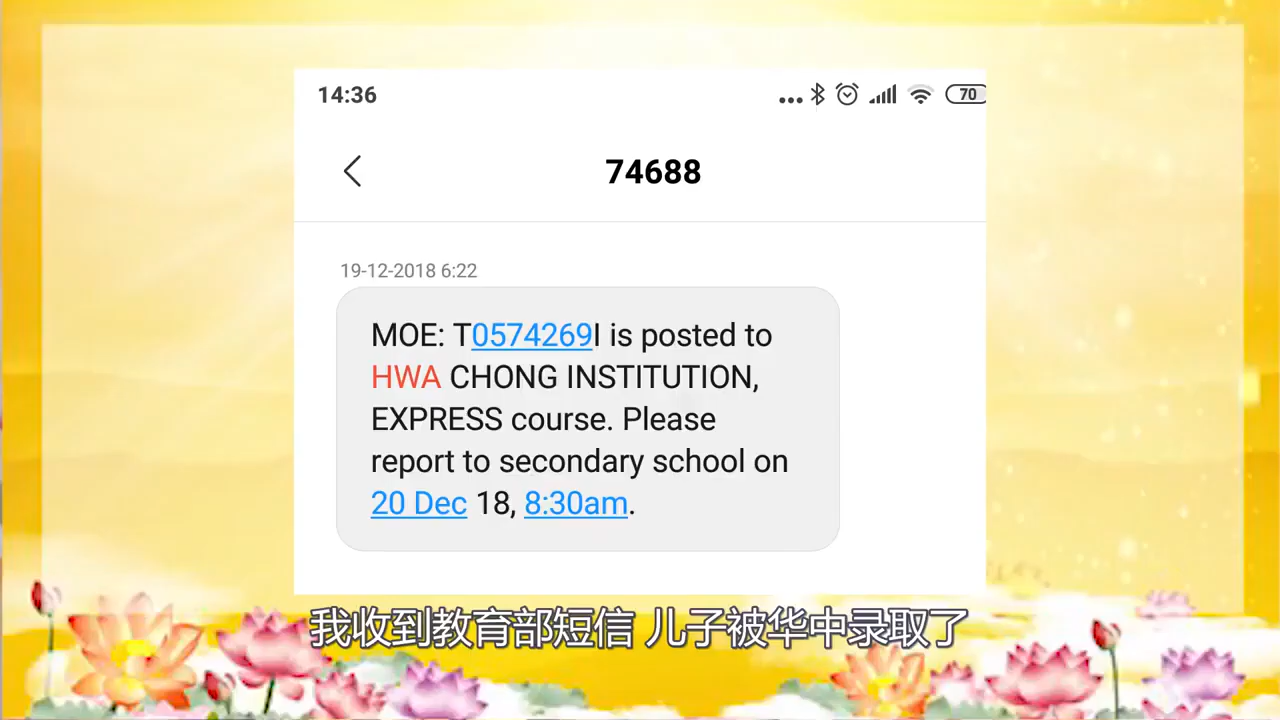 14:36
70
74688
19-12-2018 6:22
MOE: T0574269I is posted to
HWA CHONG INSTITUTION,
EXPRESS course. Please
report to secondary school on
20 Dec 18, 8:30am.
我收到教育部短信 儿子被华中录取了